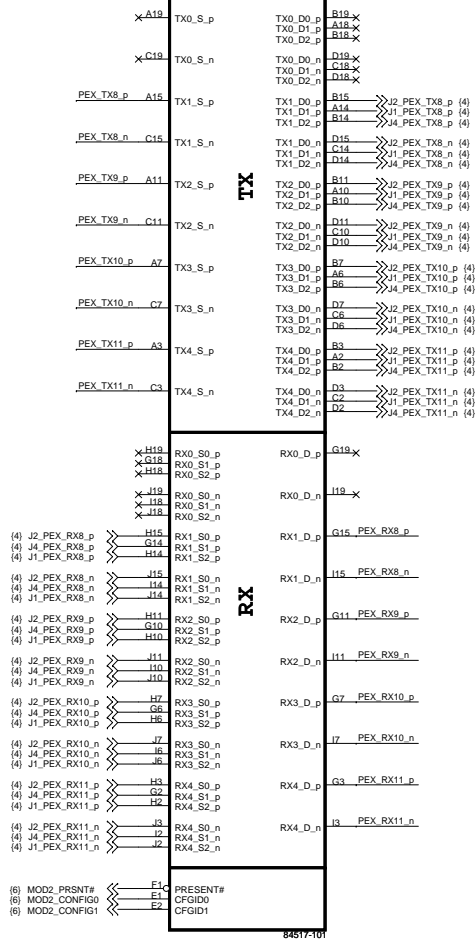 A19 TX0_S_p TX0_D0_p B19
TX0_D1_p A18
TX0_D2_p B18
C19 TX0_S_n TX0_D0_n D19
TX0_D1_n C18
TX0_D2_n D18
PEX_TX8_p A15 TX1_S_p TX1_D0_p B15 J2_PEX_TX8_p {4}
TX1_D1_p A14 J1_PEX_TX8_p {4}
TX1_D2_p B14 J4_PEX_TX8_p {4}
PEX_TX8_n C15 TX1_S_n TX1_D0_n D15 J2_PEX_TX8_n {4}
TX1_D1_n C14 J1_PEX_TX8_n {4}
TX1_D2_n D14 J4_PEX_TX8_n {4}
TX
PEX_TX9_p A11 TX2_S_p TX2_D0_p B11 J2_PEX_TX9_p {4}
TX2_D1_p A10 J1_PEX_TX9_p {4}
TX2_D2_p B10 J4_PEX_TX9_p {4}
PEX_TX9_n C11 TX2_S_n TX2_D0_n D11 J2_PEX_TX9_n {4}
TX2_D1_n C10 J1_PEX_TX9_n {4}
TX2_D2_n D10 J4_PEX_TX9_n {4}
PEX_TX10_p A7 TX3_S_p TX3_D0_p B7 J2_PEX_TX10_p {4}
TX3_D1_p A6 J1_PEX_TX10_p {4}
TX3_D2_p B6 J4_PEX_TX10_p {4}
PEX_TX10_n C7 TX3_S_n TX3_D0_n D7 J2_PEX_TX10_n {4}
TX3_D1_n C6 J1_PEX_TX10_n {4}
TX3_D2_n D6 J4_PEX_TX10_n {4}
PEX_TX11_p A3 TX4_S_p TX4_D0_p B3 J2_PEX_TX11_p {4}
TX4_D1_p A2 J1_PEX_TX11_p {4}
TX4_D2_p B2 J4_PEX_TX11_p {4}
PEX_TX11_n C3 TX4_S_n TX4_D0_n D3 J2_PEX_TX11_n {4}
TX4_D1_n C2 J1_PEX_TX11_n {4}
TX4_D2_n D2 J4_PEX_TX11_n {4}
H19 RX0_S0_p RX0_D_p G19
G18 RX0_S1_p
H18 RX0_S2_p
J19 RX0_S0_n RX0_D_n I19
I18 RX0_S1_n
J18 RX0_S2_n
{4} J2_PEX_RX8_p H15 RX1_S0_p RX1_D_p G15 PEX_RX8_p
{4} J4_PEX_RX8_p G14 RX1_S1_p
{4} J1_PEX_RX8_p H14 RX1_S2_p
{4} J2_PEX_RX8_n J15 RX1_S0_n RX1_D_n I15 PEX_RX8_n
{4} J4_PEX_RX8_n I14 RX1_S1_n
{4} J1_PEX_RX8_n J14 RX1_S2_n
RX
{4} J2_PEX_RX9_p H11 RX2_S0_p RX2_D_p G11 PEX_RX9_p
{4} J4_PEX_RX9_p G10 RX2_S1_p
{4} J1_PEX_RX9_p H10 RX2_S2_p
{4} J2_PEX_RX9_n J11 RX2_S0_n RX2_D_n I11 PEX_RX9_n
{4} J4_PEX_RX9_n I10 RX2_S1_n
{4} J1_PEX_RX9_n J10 RX2_S2_n
{4} J2_PEX_RX10_p H7 RX3_S0_p RX3_D_p G7 PEX_RX10_p
{4} J4_PEX_RX10_p G6 RX3_S1_p
{4} J1_PEX_RX10_p H6 RX3_S2_p
{4} J2_PEX_RX10_n J7 RX3_S0_n RX3_D_n I7 PEX_RX10_n
{4} J4_PEX_RX10_n I6 RX3_S1_n
{4} J1_PEX_RX10_n J6 RX3_S2_n
{4} J2_PEX_RX11_p H3 RX4_S0_p RX4_D_p G3 PEX_RX11_p
{4} J4_PEX_RX11_p G2 RX4_S1_p
{4} J1_PEX_RX11_p H2 RX4_S2_p
{4} J2_PEX_RX11_n J3 RX4_S0_n RX4_D_n I3 PEX_RX11_n
{4} J4_PEX_RX11_n I2 RX4_S1_n
{4} J1_PEX_RX11_n J2 RX4_S2_n
{6} MOD2_PRSNT# F1 PRESENT#
{6} MOD2_CONFIG0 E1 CFGID0
{6} MOD2_CONFIG1 E2 CFGID1
84517-101